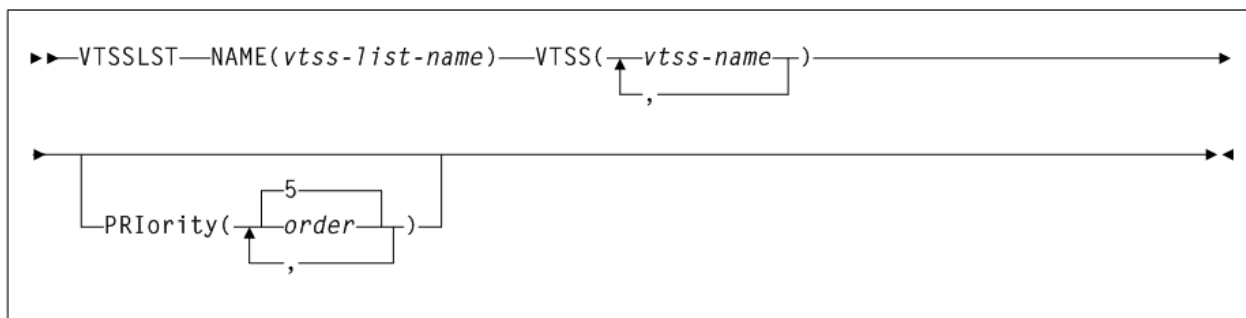 VTSSLST NAME(vtss-list-name) VTSS( vtss-name )
,
5
PRIority( order )
,